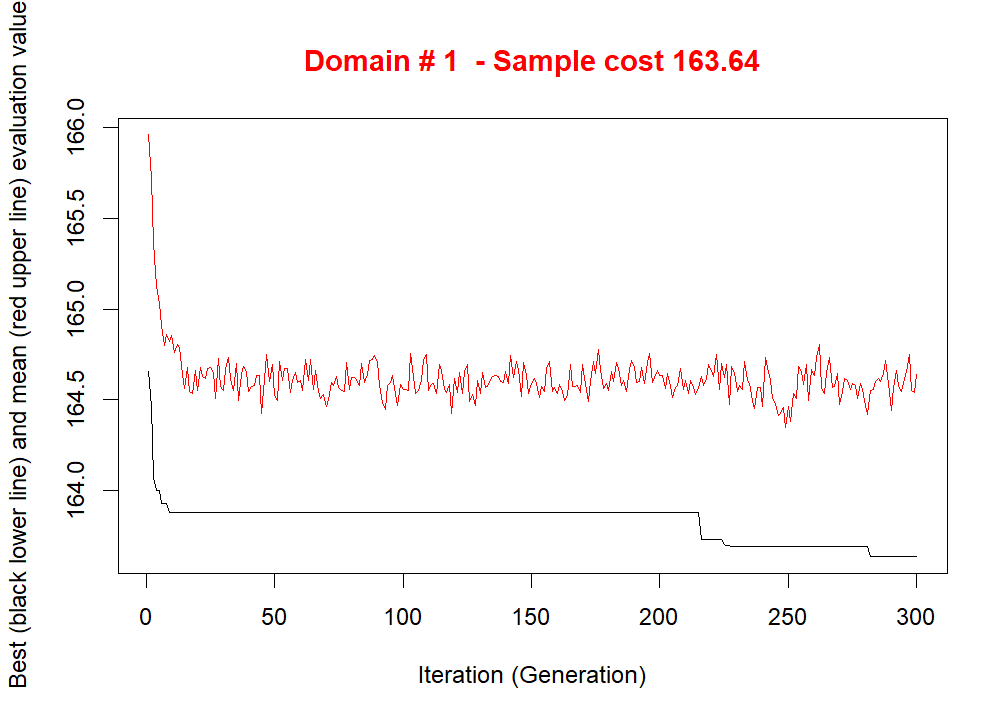 Domain # 1  - Sample cost 163.64
Best (black lower line) and mean (red upper line) evaluation value
166.0
165.5
165.0
164.5
164.0
0 50 100 150 200 250 300
Iteration (Generation)